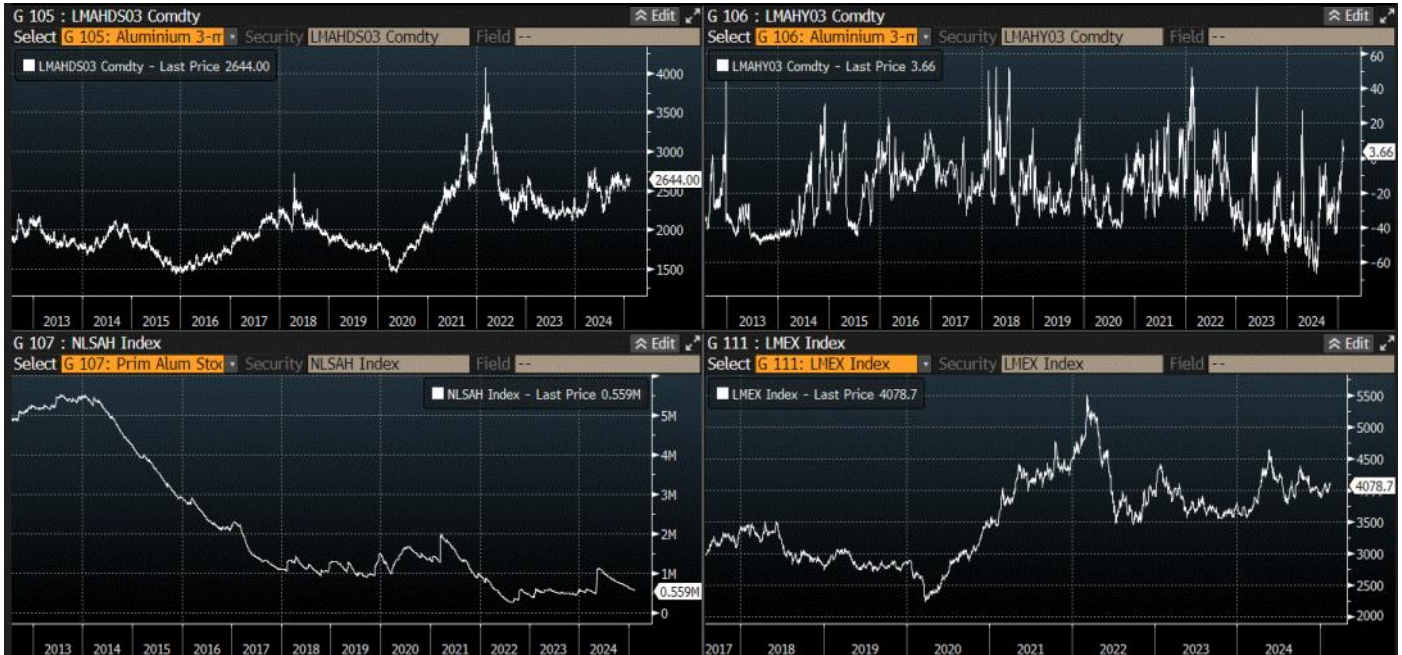 G 105 : LMAHDS03 Comdty
Edit
Select G 105: Aluminium 3-m Security LMAHDS03 Comdty Field --
LMAHDS03 Comdty - Last Price 2644.00
4000
3500
3000
2644.00
2500
2000
1500
2013 2014 2015 2016 2017 2018 2019 2020 2021 2022 2023 2024
G 106 : LMAHY03 Comdty
Edit
Select G 106: Aluminium 3-m Security LMAHY03 Comdty Field --
LMAHY03 Comdty - Last Price 3.66
60
40
20
3.66
-20
-40
-60
2013 2014 2015 2016 2017 2018 2019 2020 2021 2022 2023 2024
G 107 : NLSAH Index
Edit
Select G 107: Prim Alum Stoc Security NLSAH Index Field --
NLSAH Index - Last Price 0.559M
5M
4M
3M
2M
1M
0.559M
0
2013 2014 2015 2016 2017 2018 2019 2020 2021 2022 2023 2024
G 111 : LMEX Index
Edit
Select G 111: LMEX Index Security LMEX Index Field --
LMEX Index - Last Price 4078.7
5500
5000
4500
4078.7
3500
3000
2500
2000
2017 2018 2019 2020 2021 2022 2023 2024